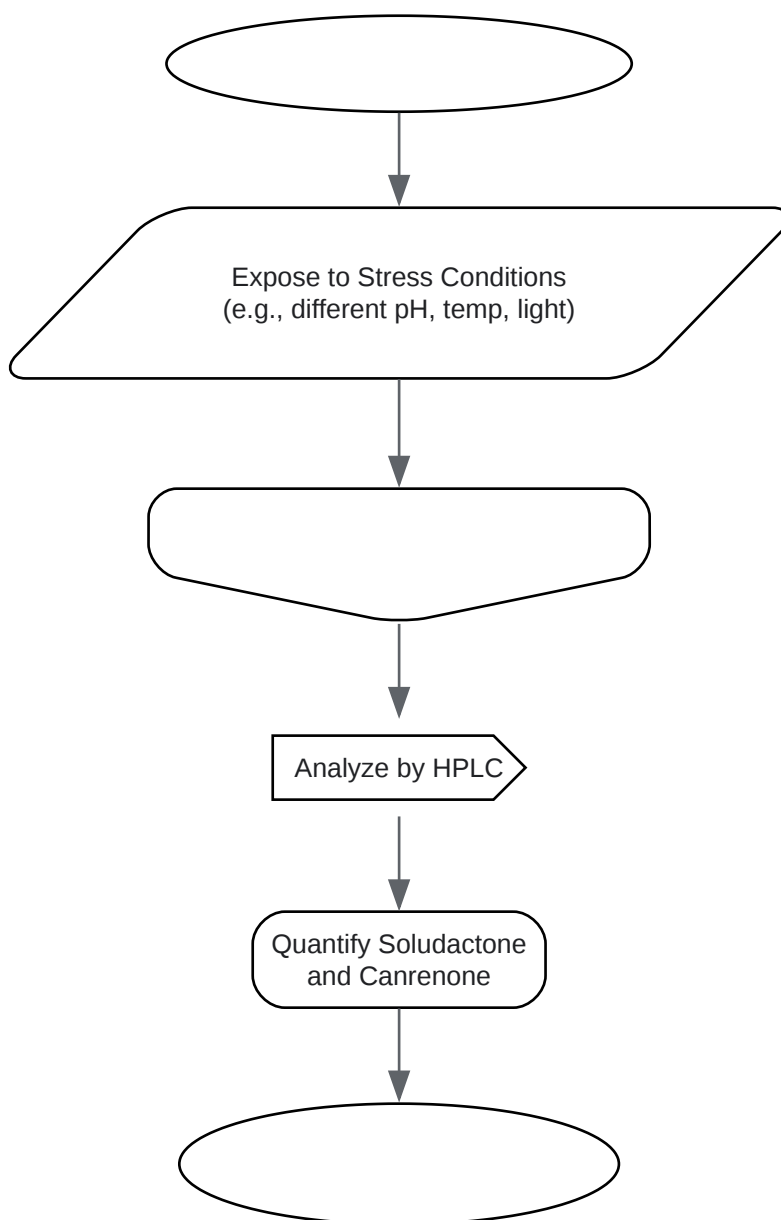 Expose to Stress Conditions
(e.g., different pH, temp, light)
Analyze by HPLC
Quantify Soludactone
and Canrenone